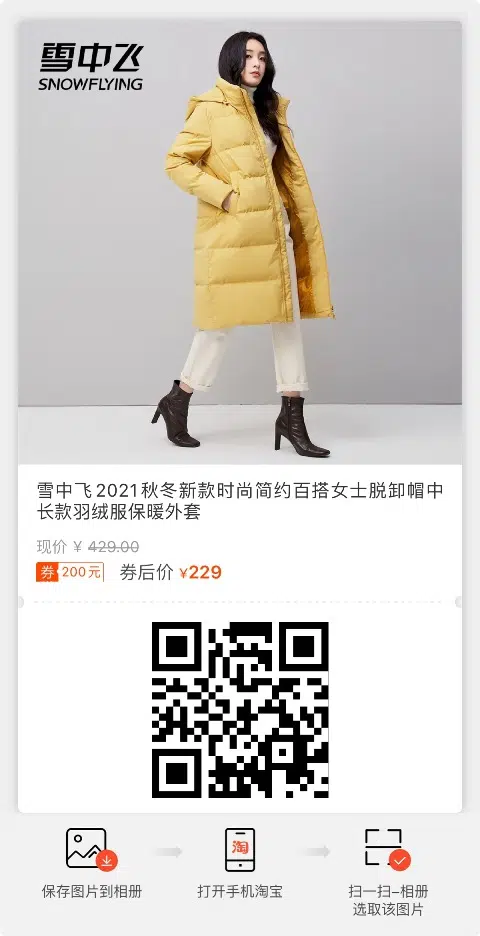 雪中飞
SNOWFLYING
雪中飞2021秋冬新款时尚简约百搭女士脱卸帽中
长款羽绒服保暖外套
现价 ¥ 429.00
券 200元 券后价 ¥229
淘
保存图片到相册 打开手机淘宝 扫一扫-相册
选取该图片